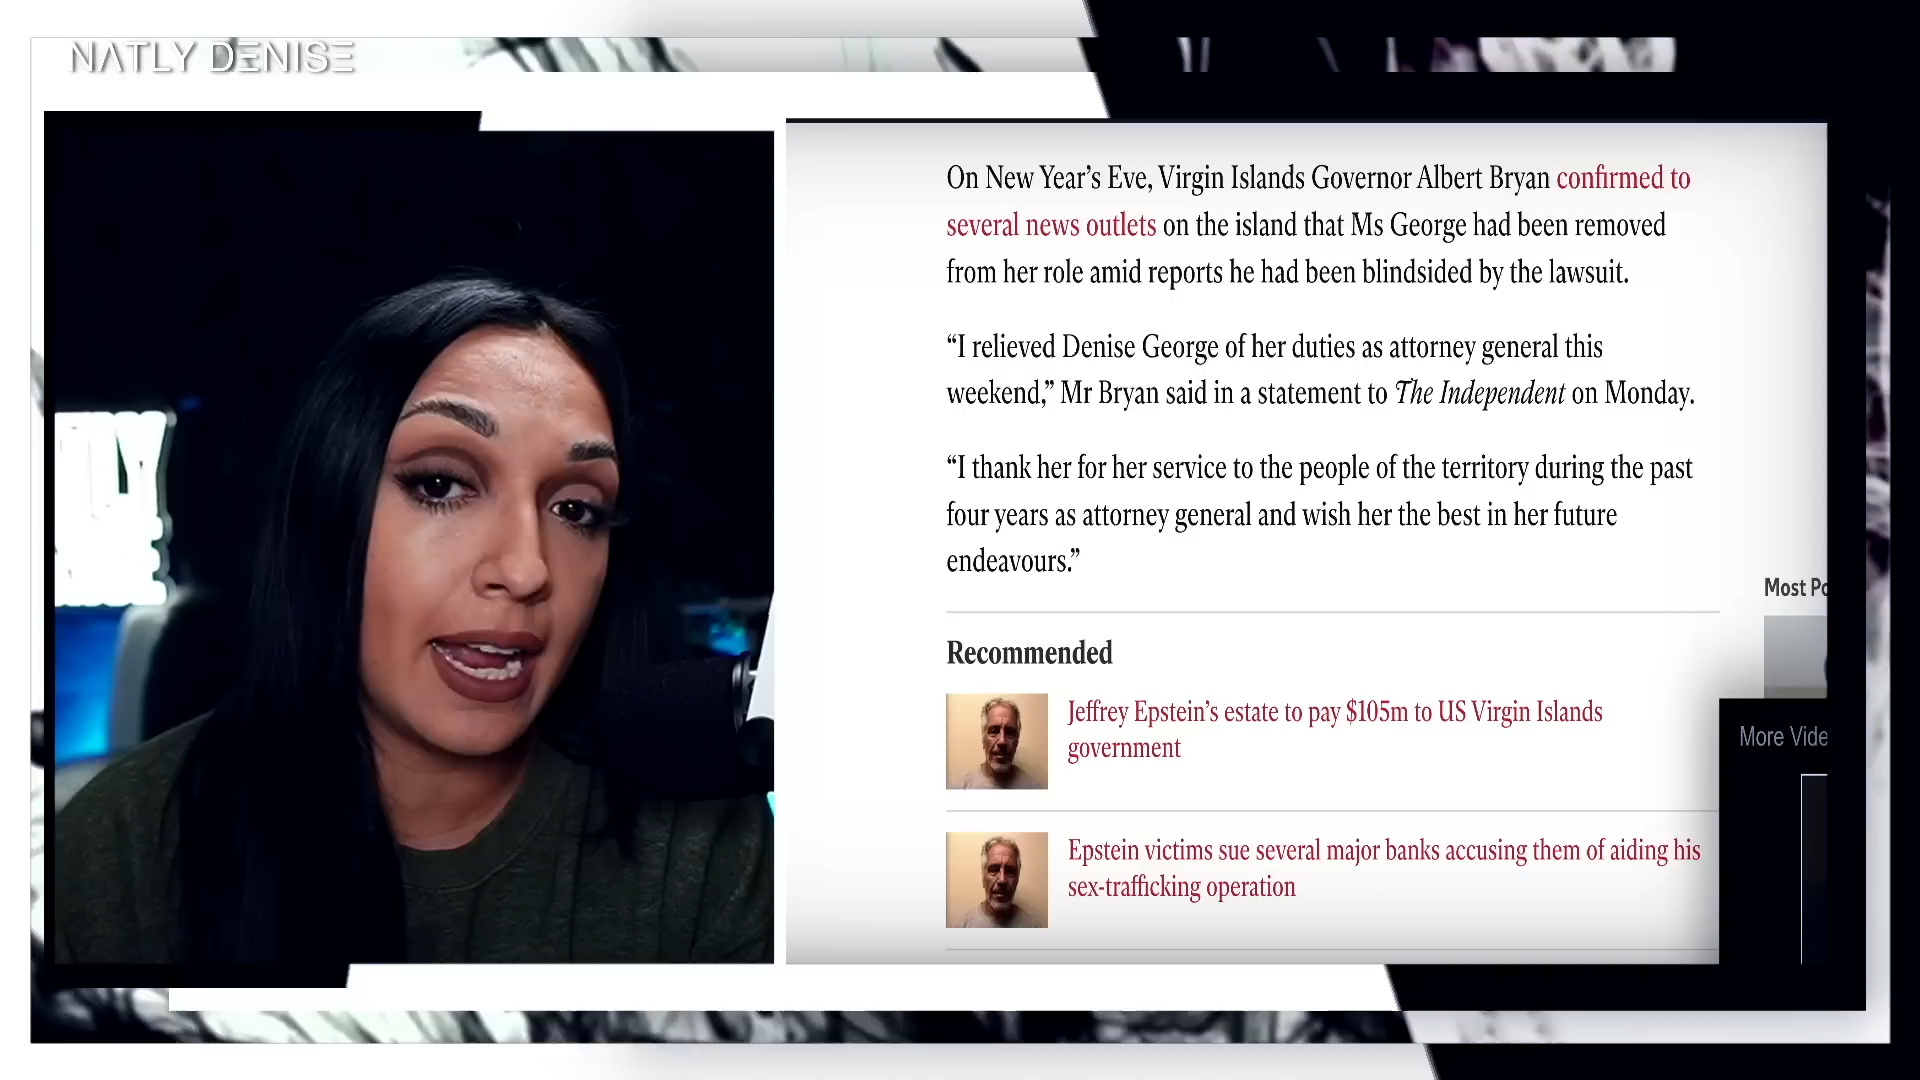 NATLY DENISE
On New Year’s Eve, Virgin Islands Governor Albert Bryan confirmed to
several news outlets on the island that Ms George had been removed
from her role amid reports he had been blindsided by the lawsuit.
“I relieved Denise George of her duties as attorney general this
weekend,” Mr Bryan said in a statement to The Independent on Monday.
“I thank her for her service to the people of the territory during the past
four years as attorney general and wish her the best in her future
endeavours.”
Most Po
Recommended
Jeffrey Epstein’s estate to pay $105m to US Virgin Islands
government
More Vide
Epstein victims sue several major banks accusing them of aiding his
sex-trafficking operation